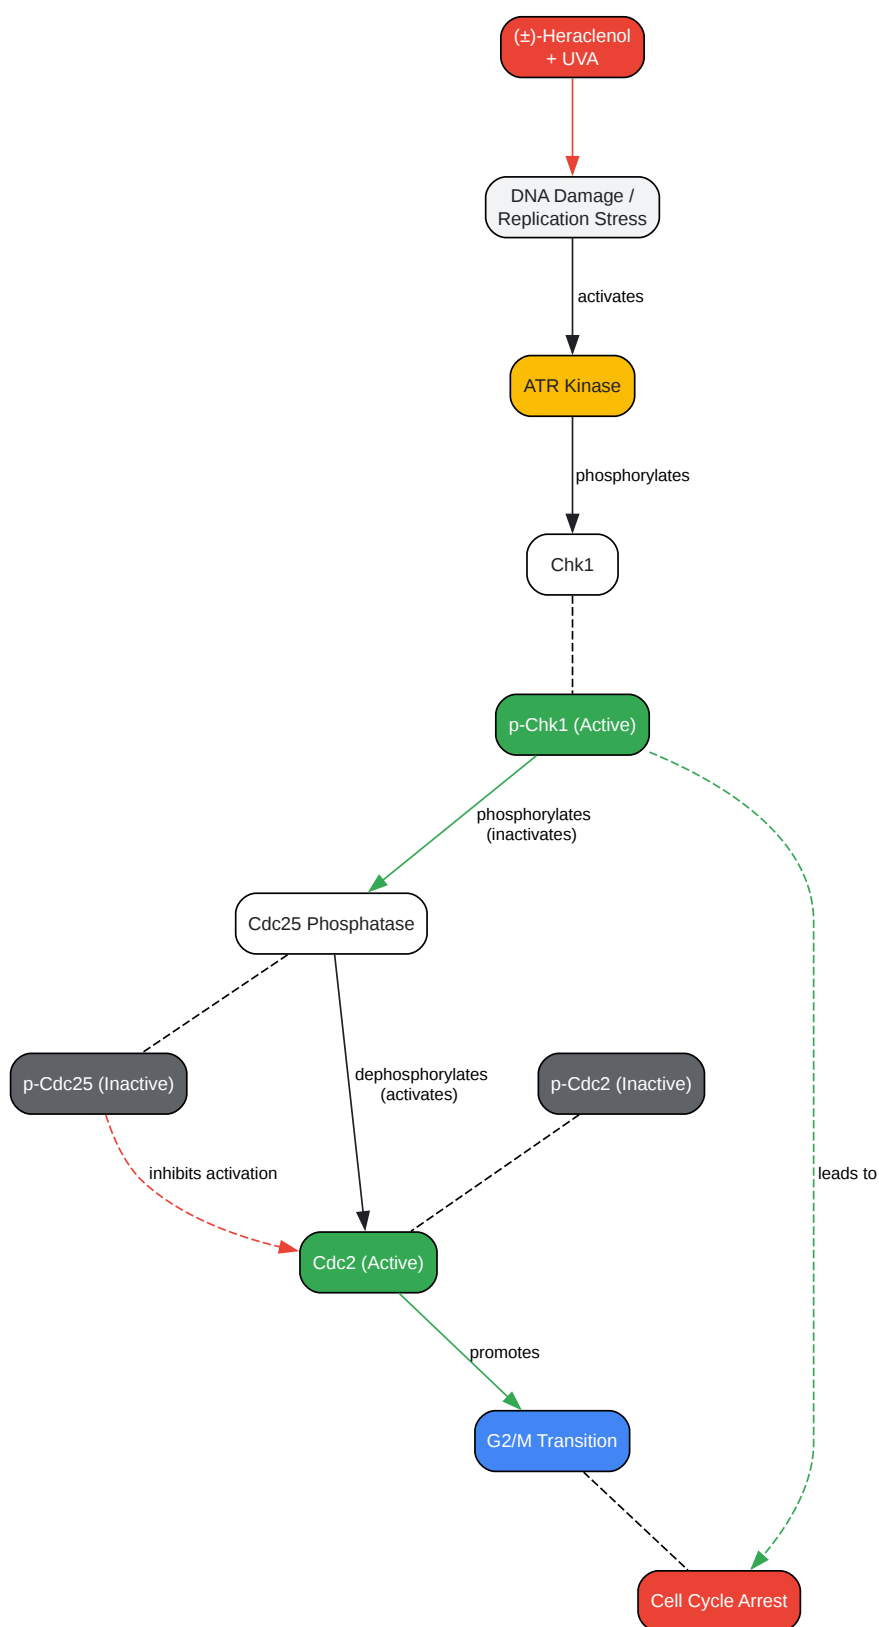 (±)-Heraclenol
+ UVA
DNA Damage /
Replication Stress
activates
ATR Kinase
phosphorylates
Chk1
p-Chk1 (Active)
phosphorylates
(inactivates)
Cdc25 Phosphatase
p-Cdc25 (Inactive)
dephosphorylates
(activates)
p-Cdc2 (Inactive)
inhibits activation
leads to
Cdc2 (Active)
promotes
G2/M Transition
Cell Cycle Arrest